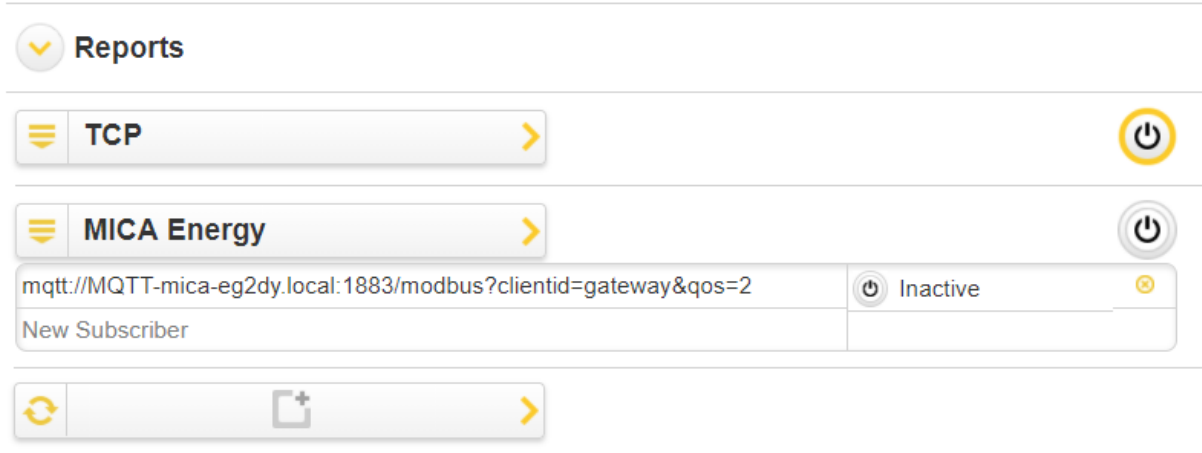 Reports
TCP
MICA Energy
mqtt://MQTT-mica-eg2dy.local:1883/modbus?clientid=gateway&qos=2
Inactive
New Subscriber